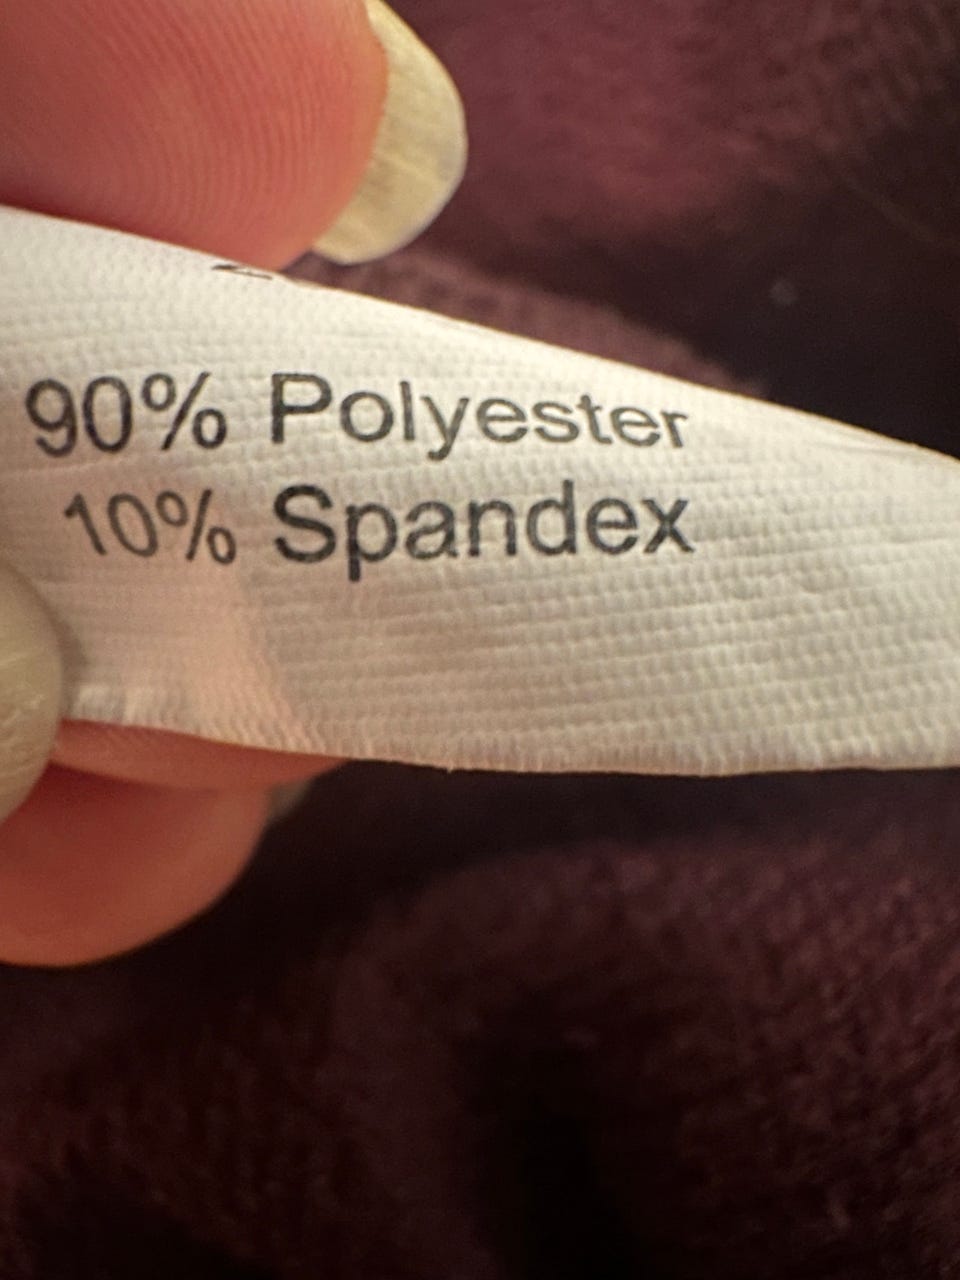 90% Polyester
10% Spandex